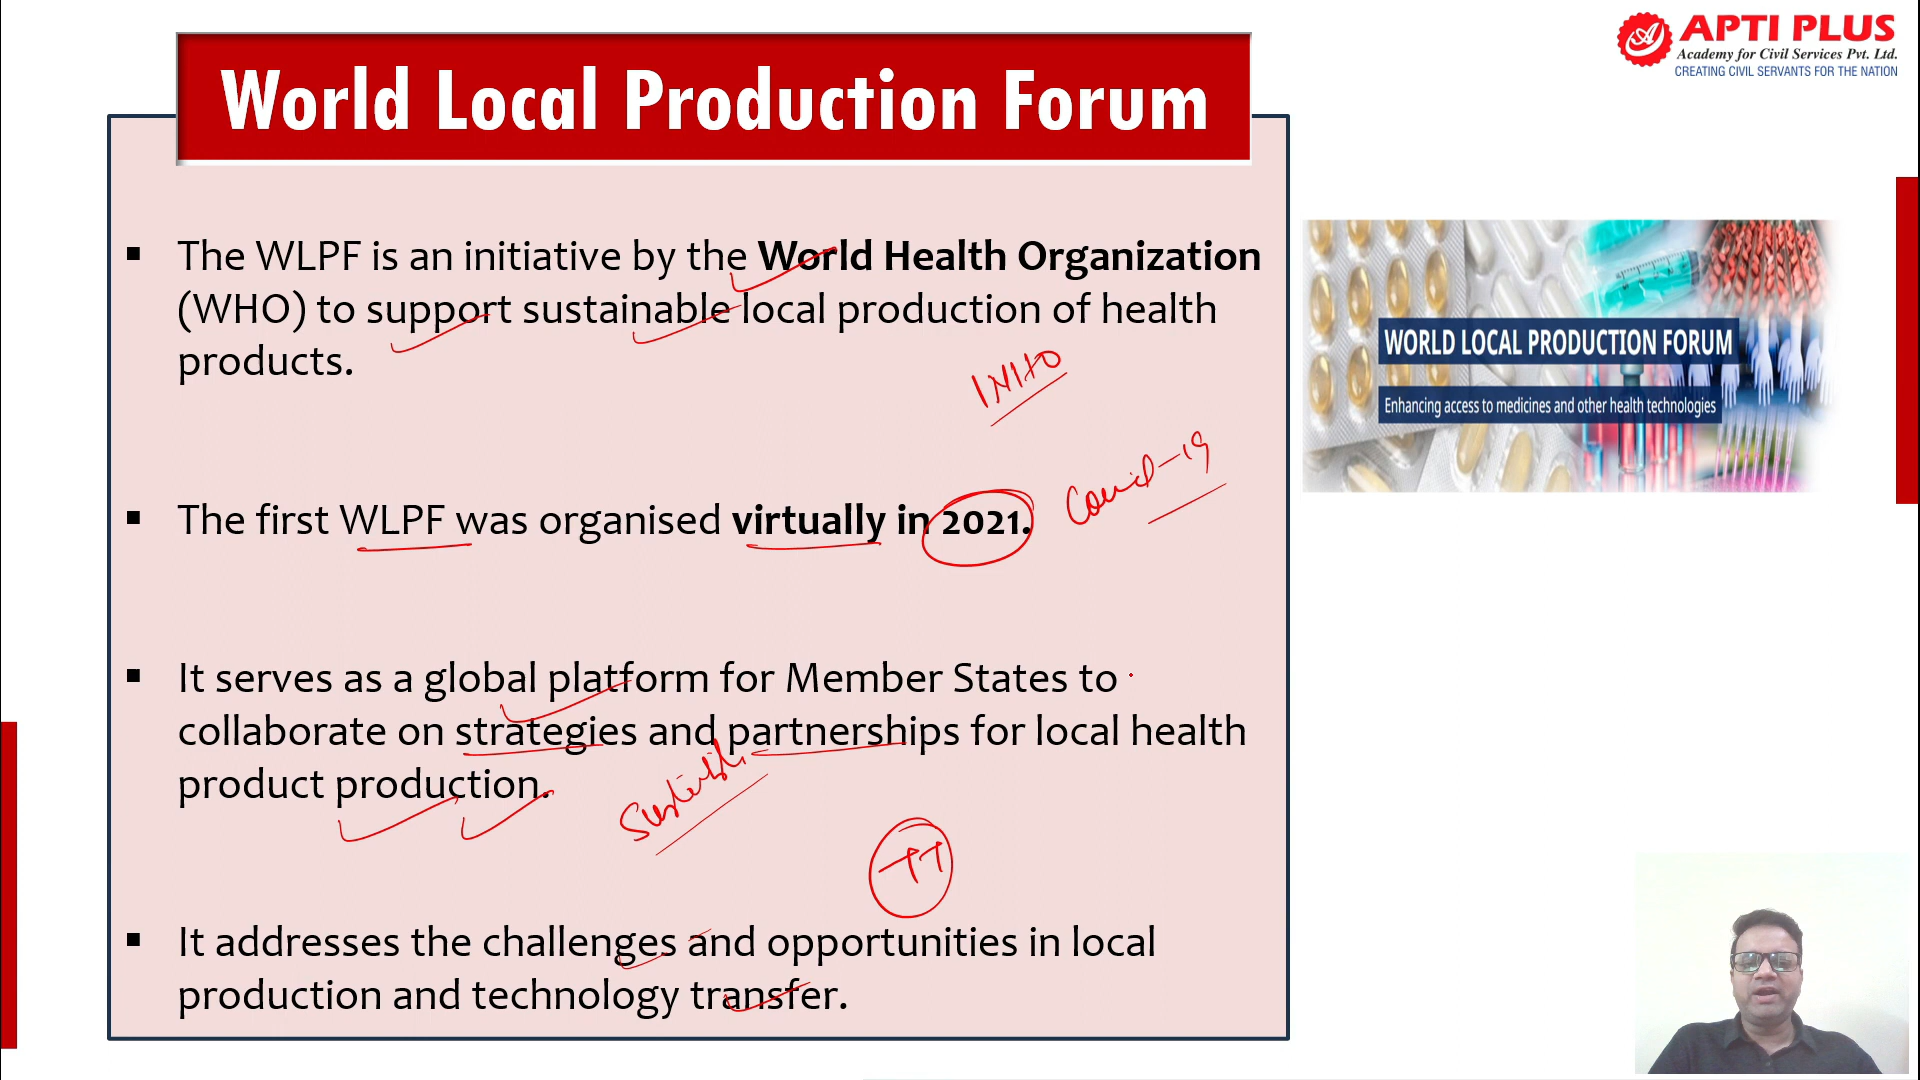 APTI PLUS
Academy for Civil Services Pvt. Ltd.
CREATING CIVIL SERVANTS FOR THE NATION
World Local Production Forum
▪ The WLPF is an initiative by the World Health Organization
(WHO) to support sustainable local production of health
products.
WHO
Covid-19
▪ The first WLPF was organised virtually in 2021.
▪ It serves as a global platform for Member States to
collaborate on strategies and partnerships for local health
product production.
TT
▪ It addresses the challenges and opportunities in local
production and technology transfer.
WORLD LOCAL PRODUCTION FORUM
Enhancing access to medicines and other health technologies